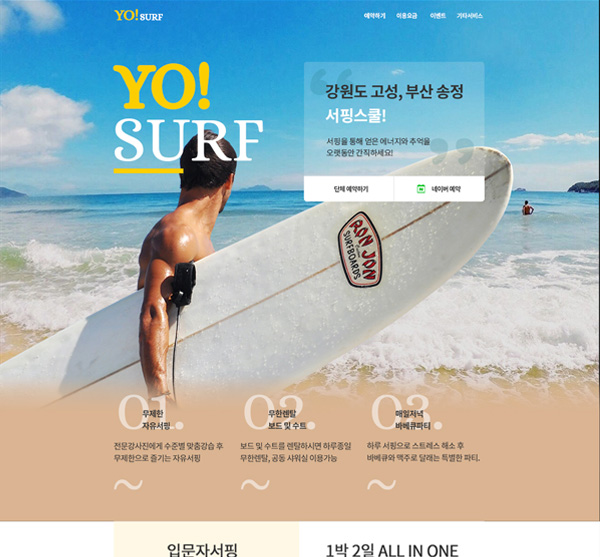 YO! SURF
예약하기 이용요금 이벤트 기타서비스
YO!
SURF
강원도 고성, 부산 송정
서핑스쿨!
서핑을 통해 얻은 에너지와 추억을
오랫동안 간직하세요!
단체 예약하기
네이버 예약
RON JON
SURFBOARDS
01.
무제한
자유서핑
전문강사진에게 수준별 맞춤강습 후
무제한으로 즐기는 자유서핑
02.
무한렌탈
보드 및 수트
보드 및 수트를 렌탈하시면 하루종일
무한렌탈, 공동 샤워실 이용가능
03.
매일저녁
바베큐파티
하루 서핑으로 스트레스 해소 후
바베큐와 맥주로 달래는 특별한 파티.
입문자서핑
1박 2일 ALL IN ONE